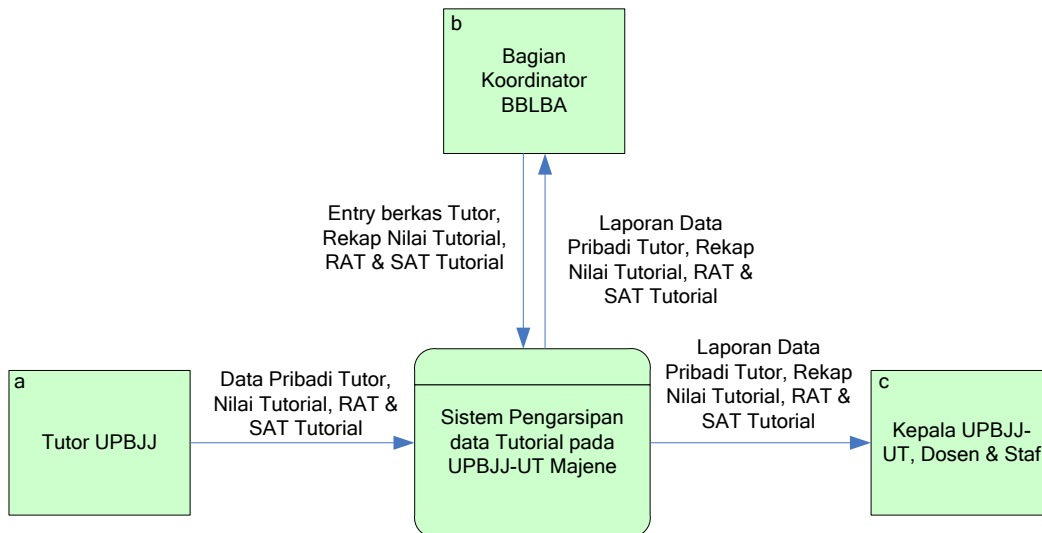 b
Bagian
Koordinator
BBLBA
Entry berkas Tutor,
Rekap Nilai Tutorial,
RAT & SAT Tutorial
Laporan Data
Pribadi Tutor, Rekap
Nilai Tutorial, RAT &
SAT Tutorial
a
Tutor UPBJJ
Data Pribadi Tutor,
Nilai Tutorial, RAT &
SAT Tutorial
Sistem Pengarsipan
data Tutorial pada
UPBJJ-UT Majene
Laporan Data
Pribadi Tutor, Rekap
Nilai Tutorial, RAT &
SAT Tutorial
c
Kepala UPBJJ-
UT, Dosen & Staf